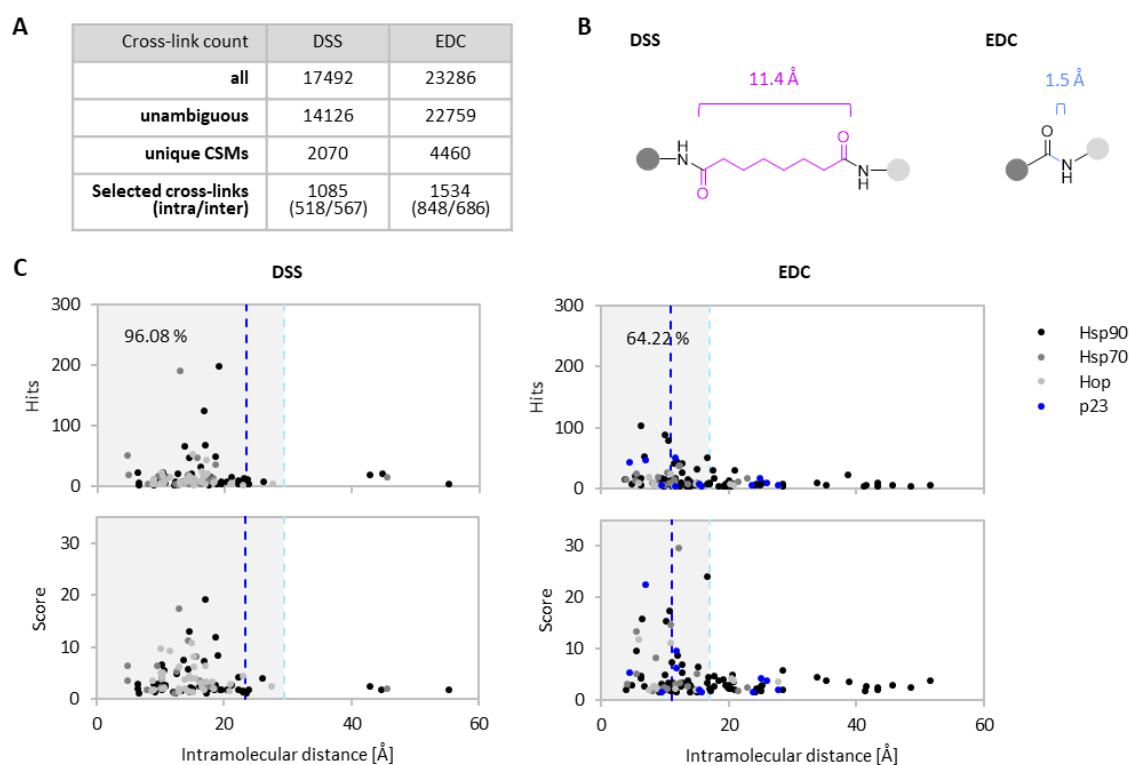 A
Cross-link count DSS EDC
all 17492 23286
unambiguous 14126 22759
unique CSMs 2070 4460
Selected cross-links 1085 1534
(intra/inter) (518/567) (848/686)
B
DSS
EDC
11.4 Å
1.5 Å
O
NH
O
N
H
O
N
H
C
DSS
EDC
300
200
100
0
Hits
96.08 %
300
200
100
0
Hits
64.22 %
Hsp90
Hsp70
Hop
p23
30
20
10
0
Score
0 20 40 60
Intramolecular distance [Å]
30
20
10
0
Score
0 20 40 60
Intramolecular distance [Å]